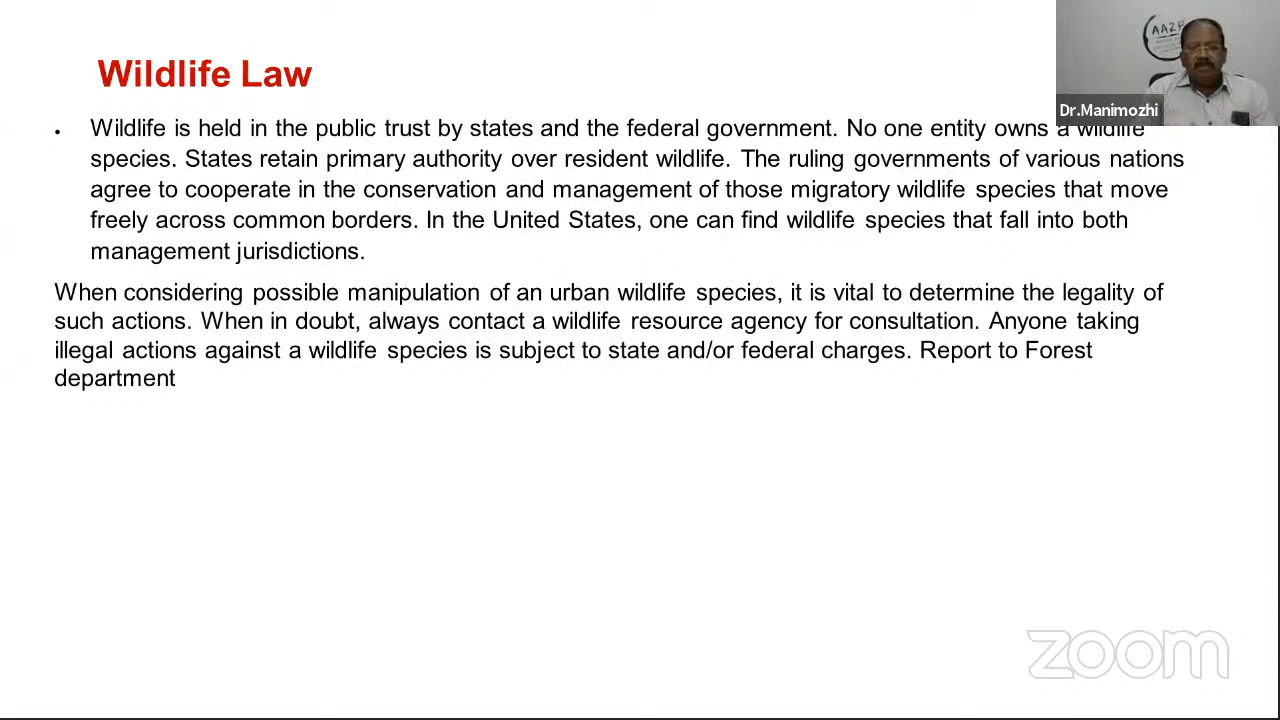 AAZP
Dr.Manimozhi
Wildlife Law
• Wildlife is held in the public trust by states and the federal government. No one entity owns a wildlife
species. States retain primary authority over resident wildlife. The ruling governments of various nations
agree to cooperate in the conservation and management of those migratory wildlife species that move
freely across common borders. In the United States, one can find wildlife species that fall into both
management jurisdictions.
When considering possible manipulation of an urban wildlife species, it is vital to determine the legality of
such actions. When in doubt, always contact a wildlife resource agency for consultation. Anyone taking
illegal actions against a wildlife species is subject to state and/or federal charges. Report to Forest
department
zoom